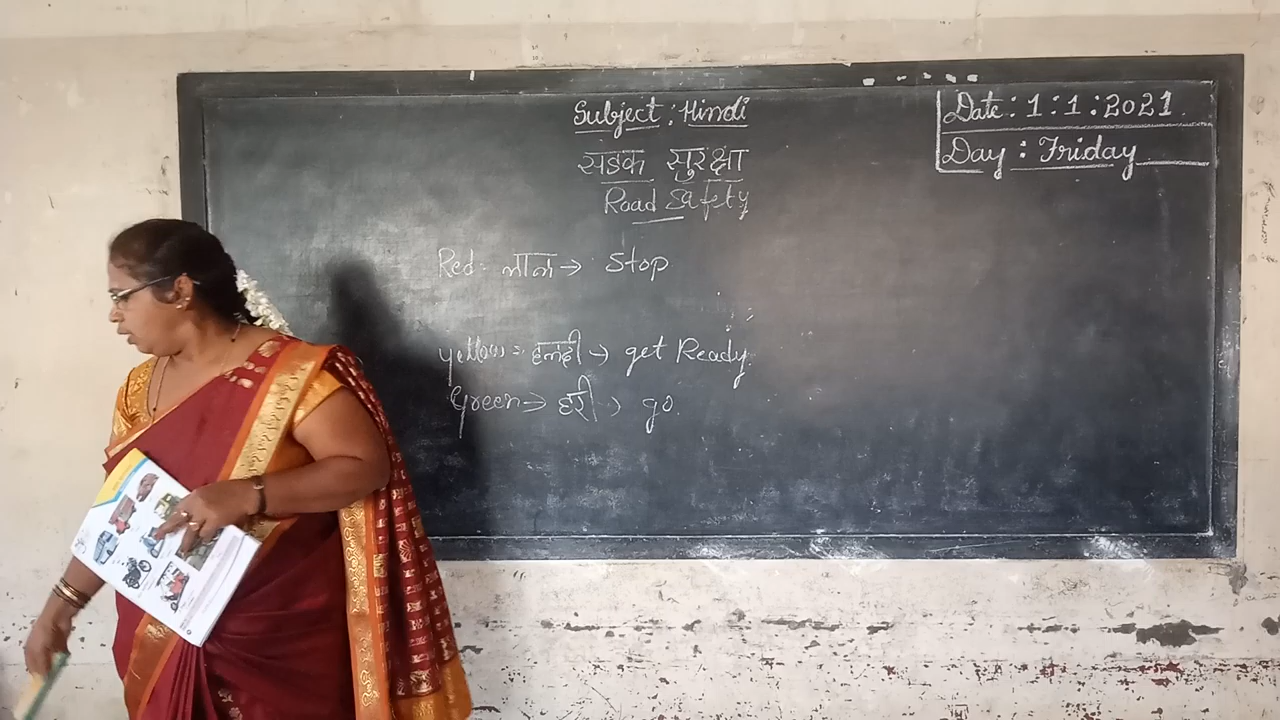 Subject : Hindi
सडक सुरक्षा
Road Safety
Date : 1 : 1 : 2021
Day : Friday
Red : लाल → Stop
Yellow : हल्दी → get Ready.
Green → हरी → go.